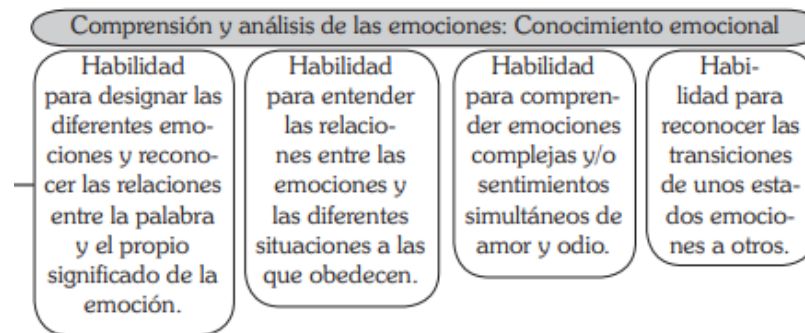 Comprensión y análisis de las emociones: Conocimiento emocional
Habilidad
para designar las
diferentes emo-
ciones y recono-
cer las relaciones
entre la palabra
y el propio
significado de la
emoción.
Habilidad
para entender
las relacio-
nes entre las
emociones y
las diferentes
situaciones a las
que obedecen.
Habilidad
para compren-
der emociones
complejas y/o
sentimientos
simultáneos de
amor y odio.
Habi-
lidad para
reconocer las
transiciones
de unos esta-
dos emocio-
nes a otros.